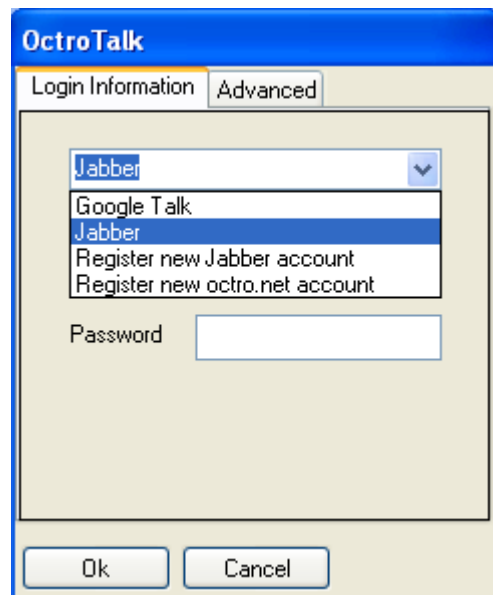 OctroTalk
Login Information Advanced
Jabber
Google Talk
Jabber
Register new Jabber account
Register new octro.net account
Password
Ok Cancel